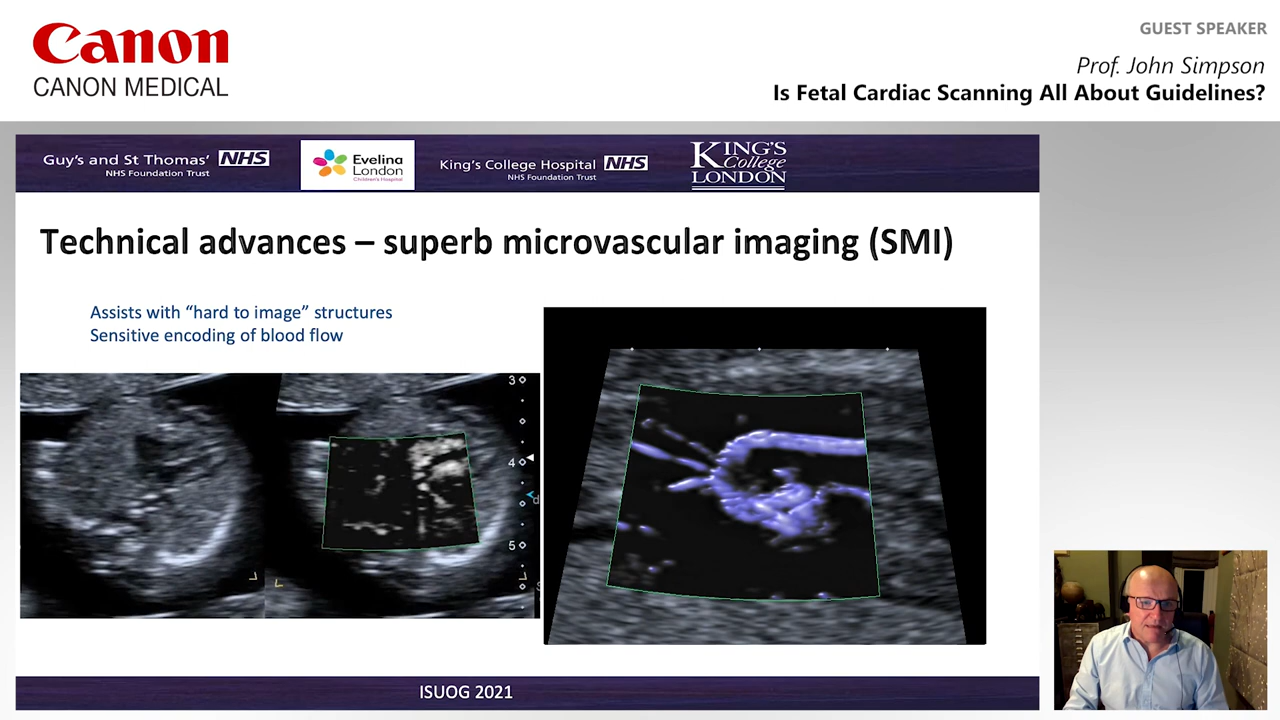 Canon
CANON MEDICAL
GUEST SPEAKER
Prof. John Simpson
Is Fetal Cardiac Scanning All About Guidelines?
Guy's and St Thomas' NHS
NHS Foundation Trust
Evelina
London
Children's Hospital
King's College Hospital NHS
NHS Foundation Trust
KING'S
College
LONDON
Technical advances – superb microvascular imaging (SMI)
Assists with “hard to image” structures
Sensitive encoding of blood flow
3
4
5
ISUOG 2021